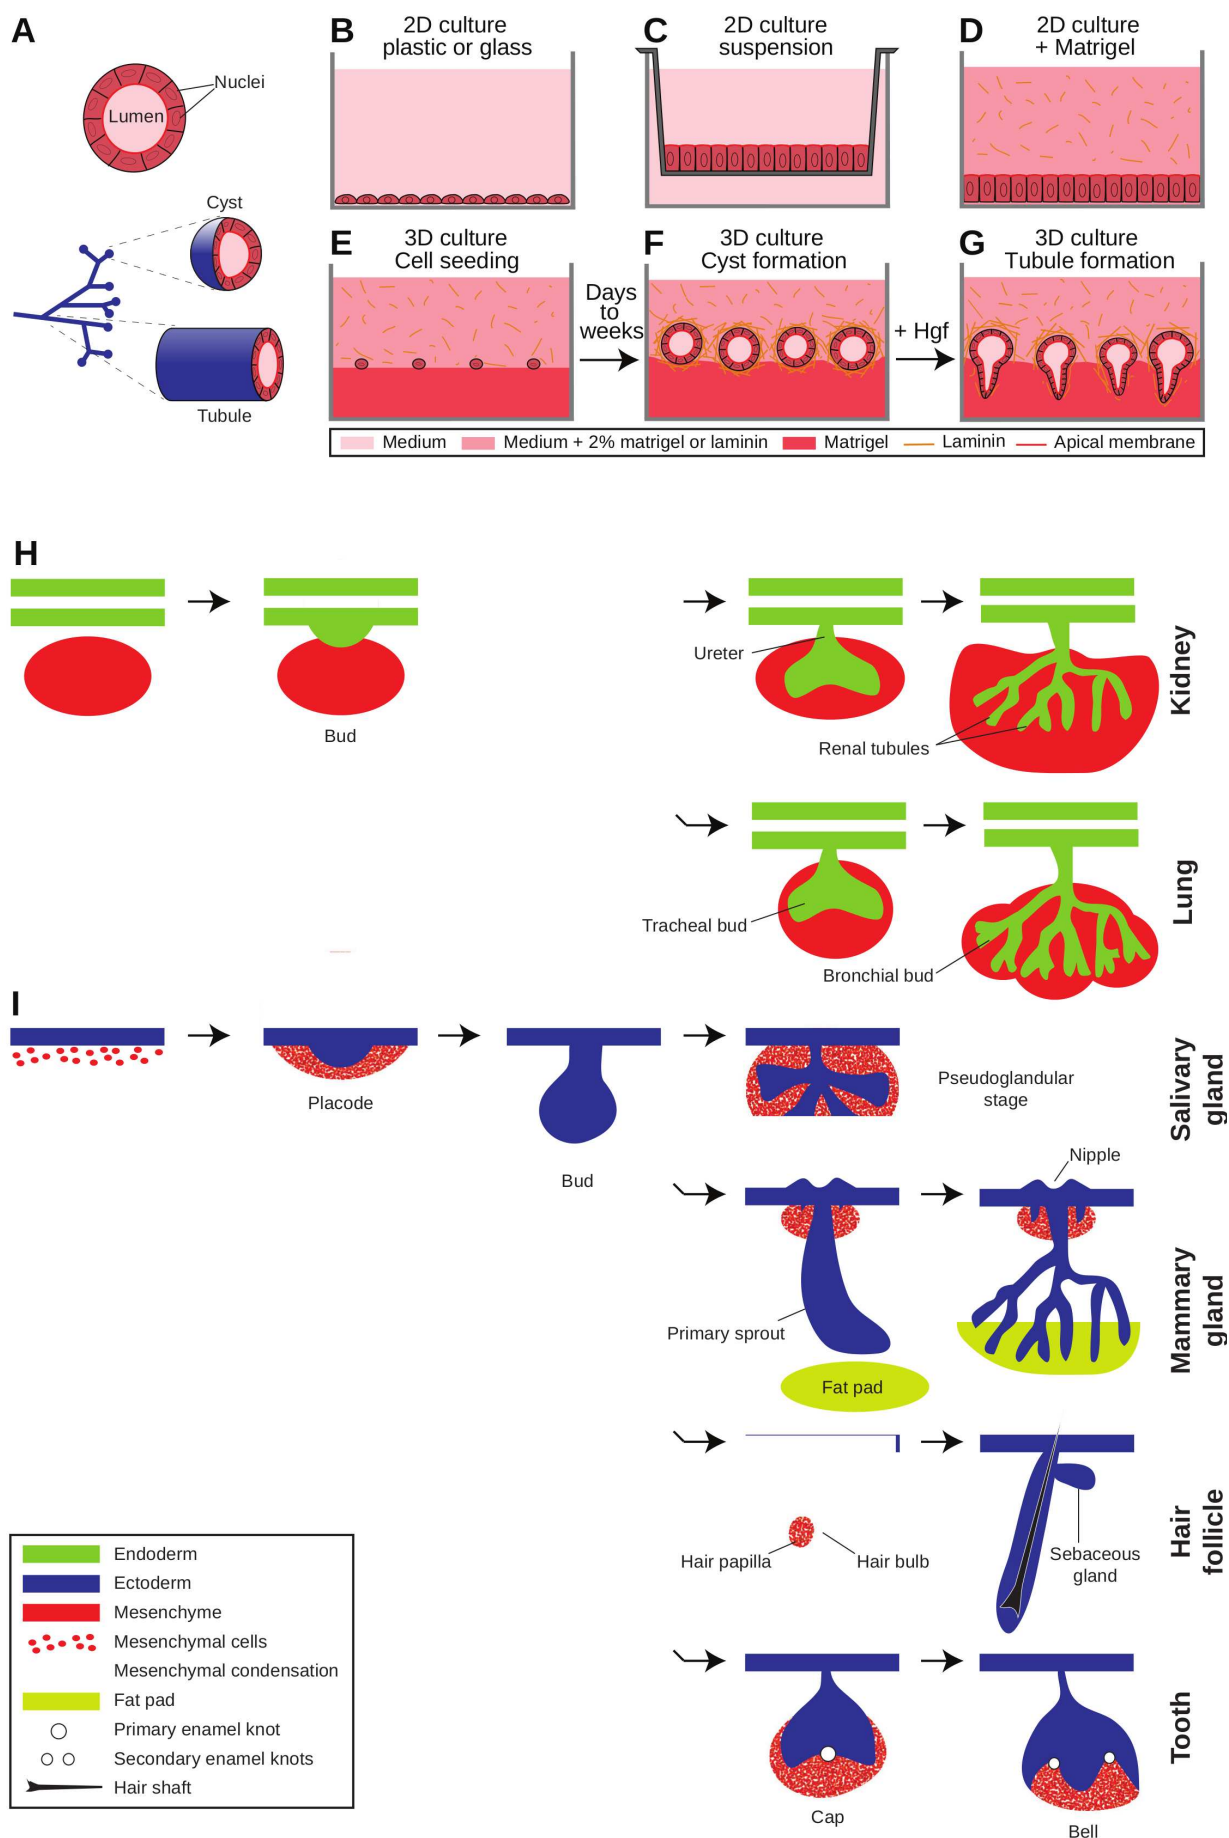 A
Nuclei
Lumen
Cyst
Tubule
B
2D culture
plastic or glass
C
2D culture
suspension
D
2D culture
+ Matrigel
E
3D culture
Cell seeding
Days
to
weeks
F
3D culture
Cyst formation
+ Hgf
G
3D culture
Tubule formation
Medium
Medium + 2% matrigel or laminin
Matrigel
Laminin
Apical membrane
H
Bud
Ureter
Renal tubules
Kidney
Tracheal bud
Bronchial bud
Lung
I
Placode
Bud
Pseudoglandular
stage
Salivary
gland
Nipple
Primary sprout
Fat pad
Mammary
gland
Hair papilla
Hair bulb
Sebaceous
gland
Hair
follicle
Cap
Bell
Tooth
Endoderm
Ectoderm
Mesenchyme
Mesenchymal cells
Mesenchymal condensation
Fat pad
Primary enamel knot
Secondary enamel knots
Hair shaft